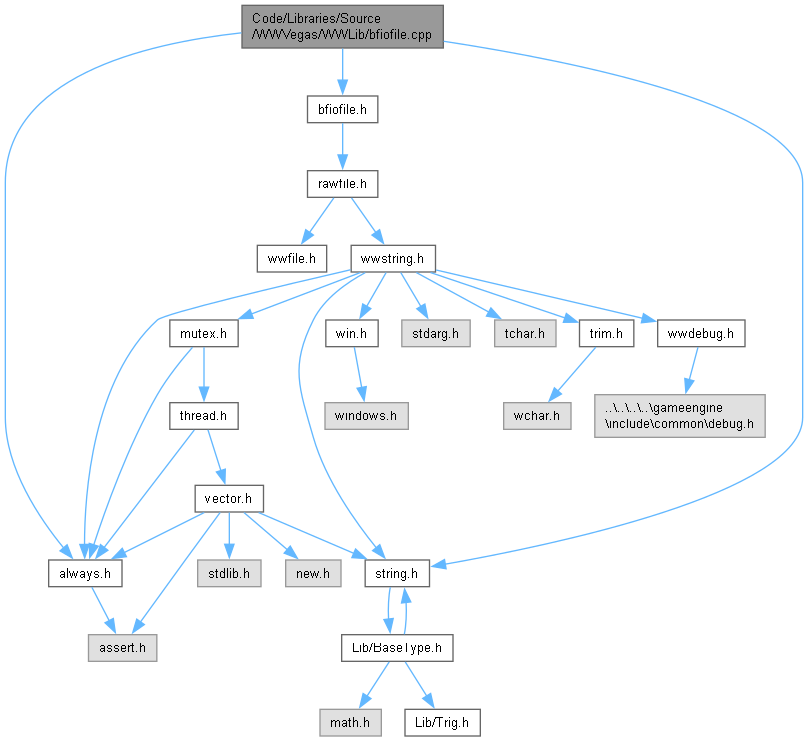 Code/Libraries/Source
/WWVegas/WWLib/bfiofile.cpp
bfiofile.h
rawfile.h
wwfile.h
wwstring.h
mutex.h
win.h
stdarg.h
tchar.h
trim.h
wwdebug.h
thread.h
windows.h
wchar.h
..\..\..\..\gameengine
\include\common\debug.h
vector.h
always.h
stdlib.h
new.h
string.h
assert.h
Lib/BaseType.h
math.h
Lib/Trig.h